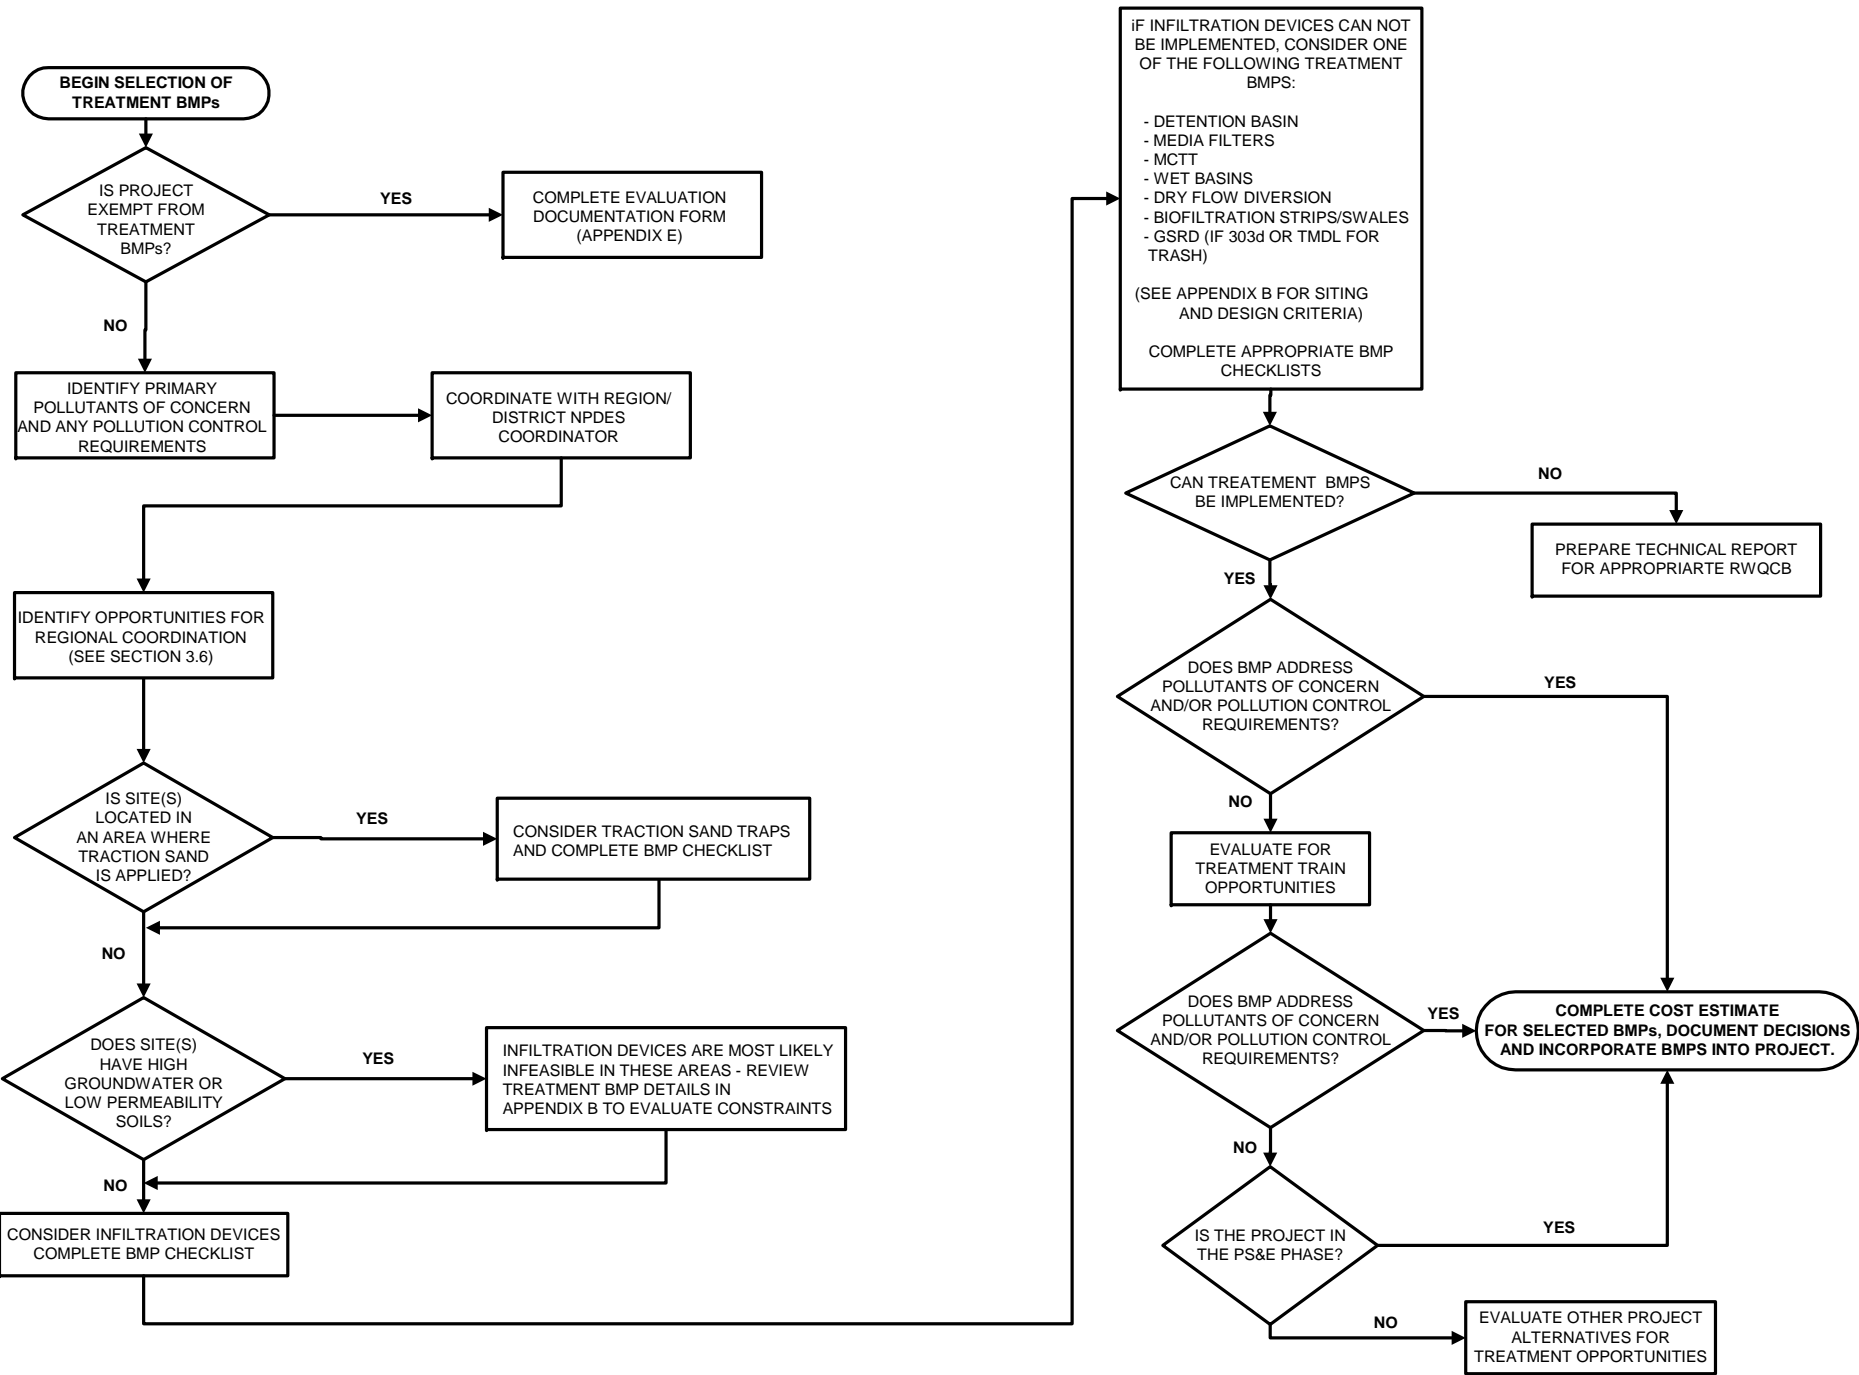 BEGIN SELECTION OF
TREATMENT BMPs
IS PROJECT
EXEMPT FROM
TREATMENT
BMPs?
YES
COMPLETE EVALUATION
DOCUMENTATION FORM
(APPENDIX E)
NO
IDENTIFY PRIMARY
POLLUTANTS OF CONCERN
AND ANY POLLUTION CONTROL
REQUIREMENTS
COORDINATE WITH REGION/
DISTRICT NPDES
COORDINATOR
IDENTIFY OPPORTUNITIES FOR
REGIONAL COORDINATION
(SEE SECTION 3.6)
IS SITE(S)
LOCATED IN
AN AREA WHERE
TRACTION SAND
IS APPLIED?
YES
CONSIDER TRACTION SAND TRAPS
AND COMPLETE BMP CHECKLIST
NO
DOES SITE(S)
HAVE HIGH
GROUNDWATER OR
LOW PERMEABILITY
SOILS?
YES
INFILTRATION DEVICES ARE MOST LIKELY
INFEASIBLE IN THESE AREAS - REVIEW
TREATMENT BMP DETAILS IN
APPENDIX B TO EVALUATE CONSTRAINTS
NO
CONSIDER INFILTRATION DEVICES
COMPLETE BMP CHECKLIST
iF INFILTRATION DEVICES CAN NOT
BE IMPLEMENTED, CONSIDER ONE
OF THE FOLLOWING TREATMENT
BMPS:
- DETENTION BASIN
- MEDIA FILTERS
- MCTT
- WET BASINS
- DRY FLOW DIVERSION
- BIOFILTRATION STRIPS/SWALES
- GSRD (IF 303d OR TMDL FOR
TRASH)
(SEE APPENDIX B FOR SITING
AND DESIGN CRITERIA)
COMPLETE APPROPRIATE BMP
CHECKLISTS
CAN TREATEMENT BMPS
BE IMPLEMENTED?
NO
PREPARE TECHNICAL REPORT
FOR APPROPRIARTE RWQCB
YES
DOES BMP ADDRESS
POLLUTANTS OF CONCERN
AND/OR POLLUTION CONTROL
REQUIREMENTS?
YES
NO
EVALUATE FOR
TREATMENT TRAIN
OPPORTUNITIES
DOES BMP ADDRESS
POLLUTANTS OF CONCERN
AND/OR POLLUTION CONTROL
REQUIREMENTS?
YES
COMPLETE COST ESTIMATE
FOR SELECTED BMPs, DOCUMENT DECISIONS
AND INCORPORATE BMPS INTO PROJECT.
NO
IS THE PROJECT IN
THE PS&E PHASE?
YES
NO
EVALUATE OTHER PROJECT
ALTERNATIVES FOR
TREATMENT OPPORTUNITIES